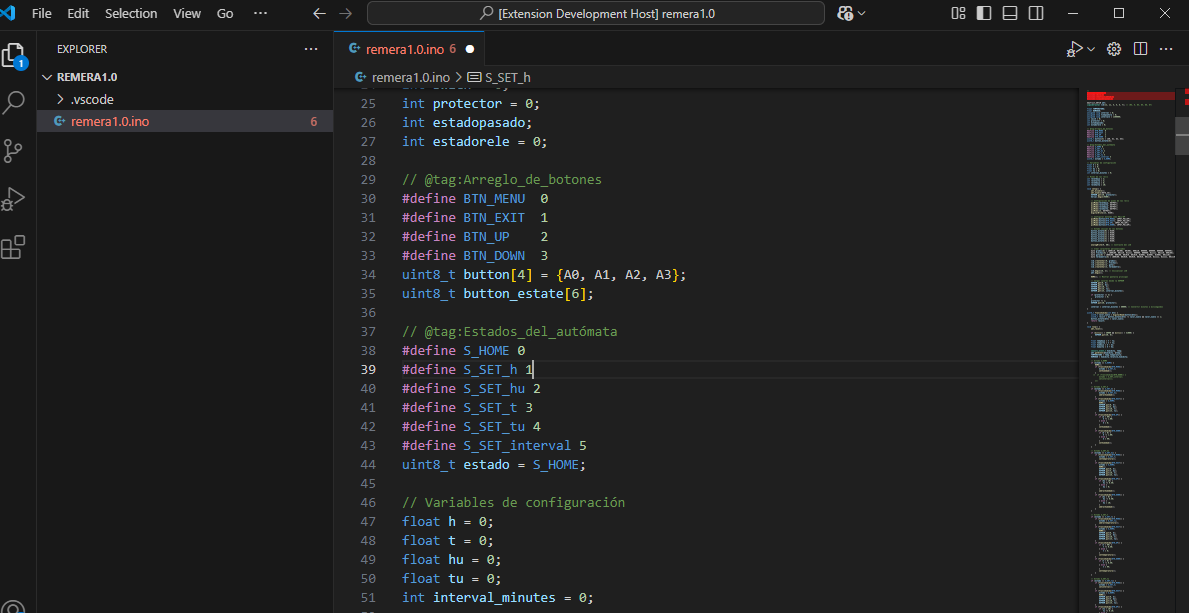 File Edit Selection View Go ··· [Extension Development Host] remera1.0
EXPLORER ···
REMERA1.0
.vscode
remera1.0.ino 6
1
remera1.0.ino 6
remera1.0.ino > S_SET_h
25 int protector = 0;
26 int estadopasado;
27 int estadorele = 0;
28
29 // @tag:Arreglo_de_botones
30 #define BTN_MENU  0
31 #define BTN_EXIT  1
32 #define BTN_UP    2
33 #define BTN_DOWN  3
34 uint8_t button[4] = {A0, A1, A2, A3};
35 uint8_t button_estate[6];
36
37 // @tag:Estados_del_autómata
38 #define S_HOME 0
39 #define S_SET_h 1
40 #define S_SET_hu 2
41 #define S_SET_t 3
42 #define S_SET_tu 4
43 #define S_SET_interval 5
44 uint8_t estado = S_HOME;
45
46 // Variables de configuración
47 float h = 0;
48 float t = 0;
49 float hu = 0;
50 float tu = 0;
51 int interval_minutes = 0;